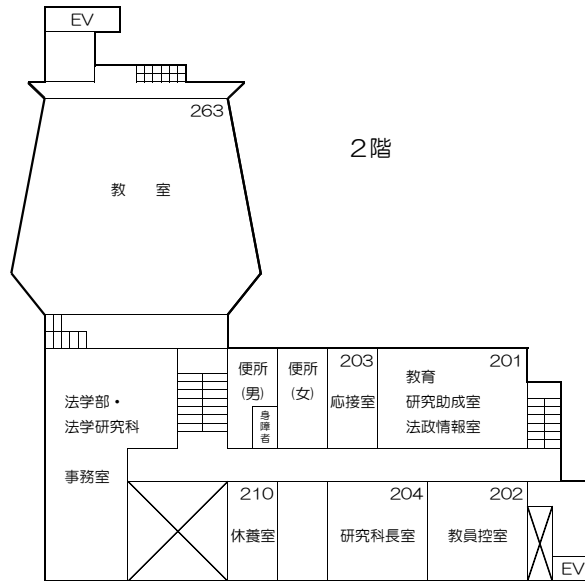 EV
263
2階
教 室
便所
(男)
身障者
便所
(女)
203
応接室
201
教育
研究助成室
法政情報室
法学部・
法学研究科
事務室
210
休養室
204
研究科長室
202
教員控室
EV